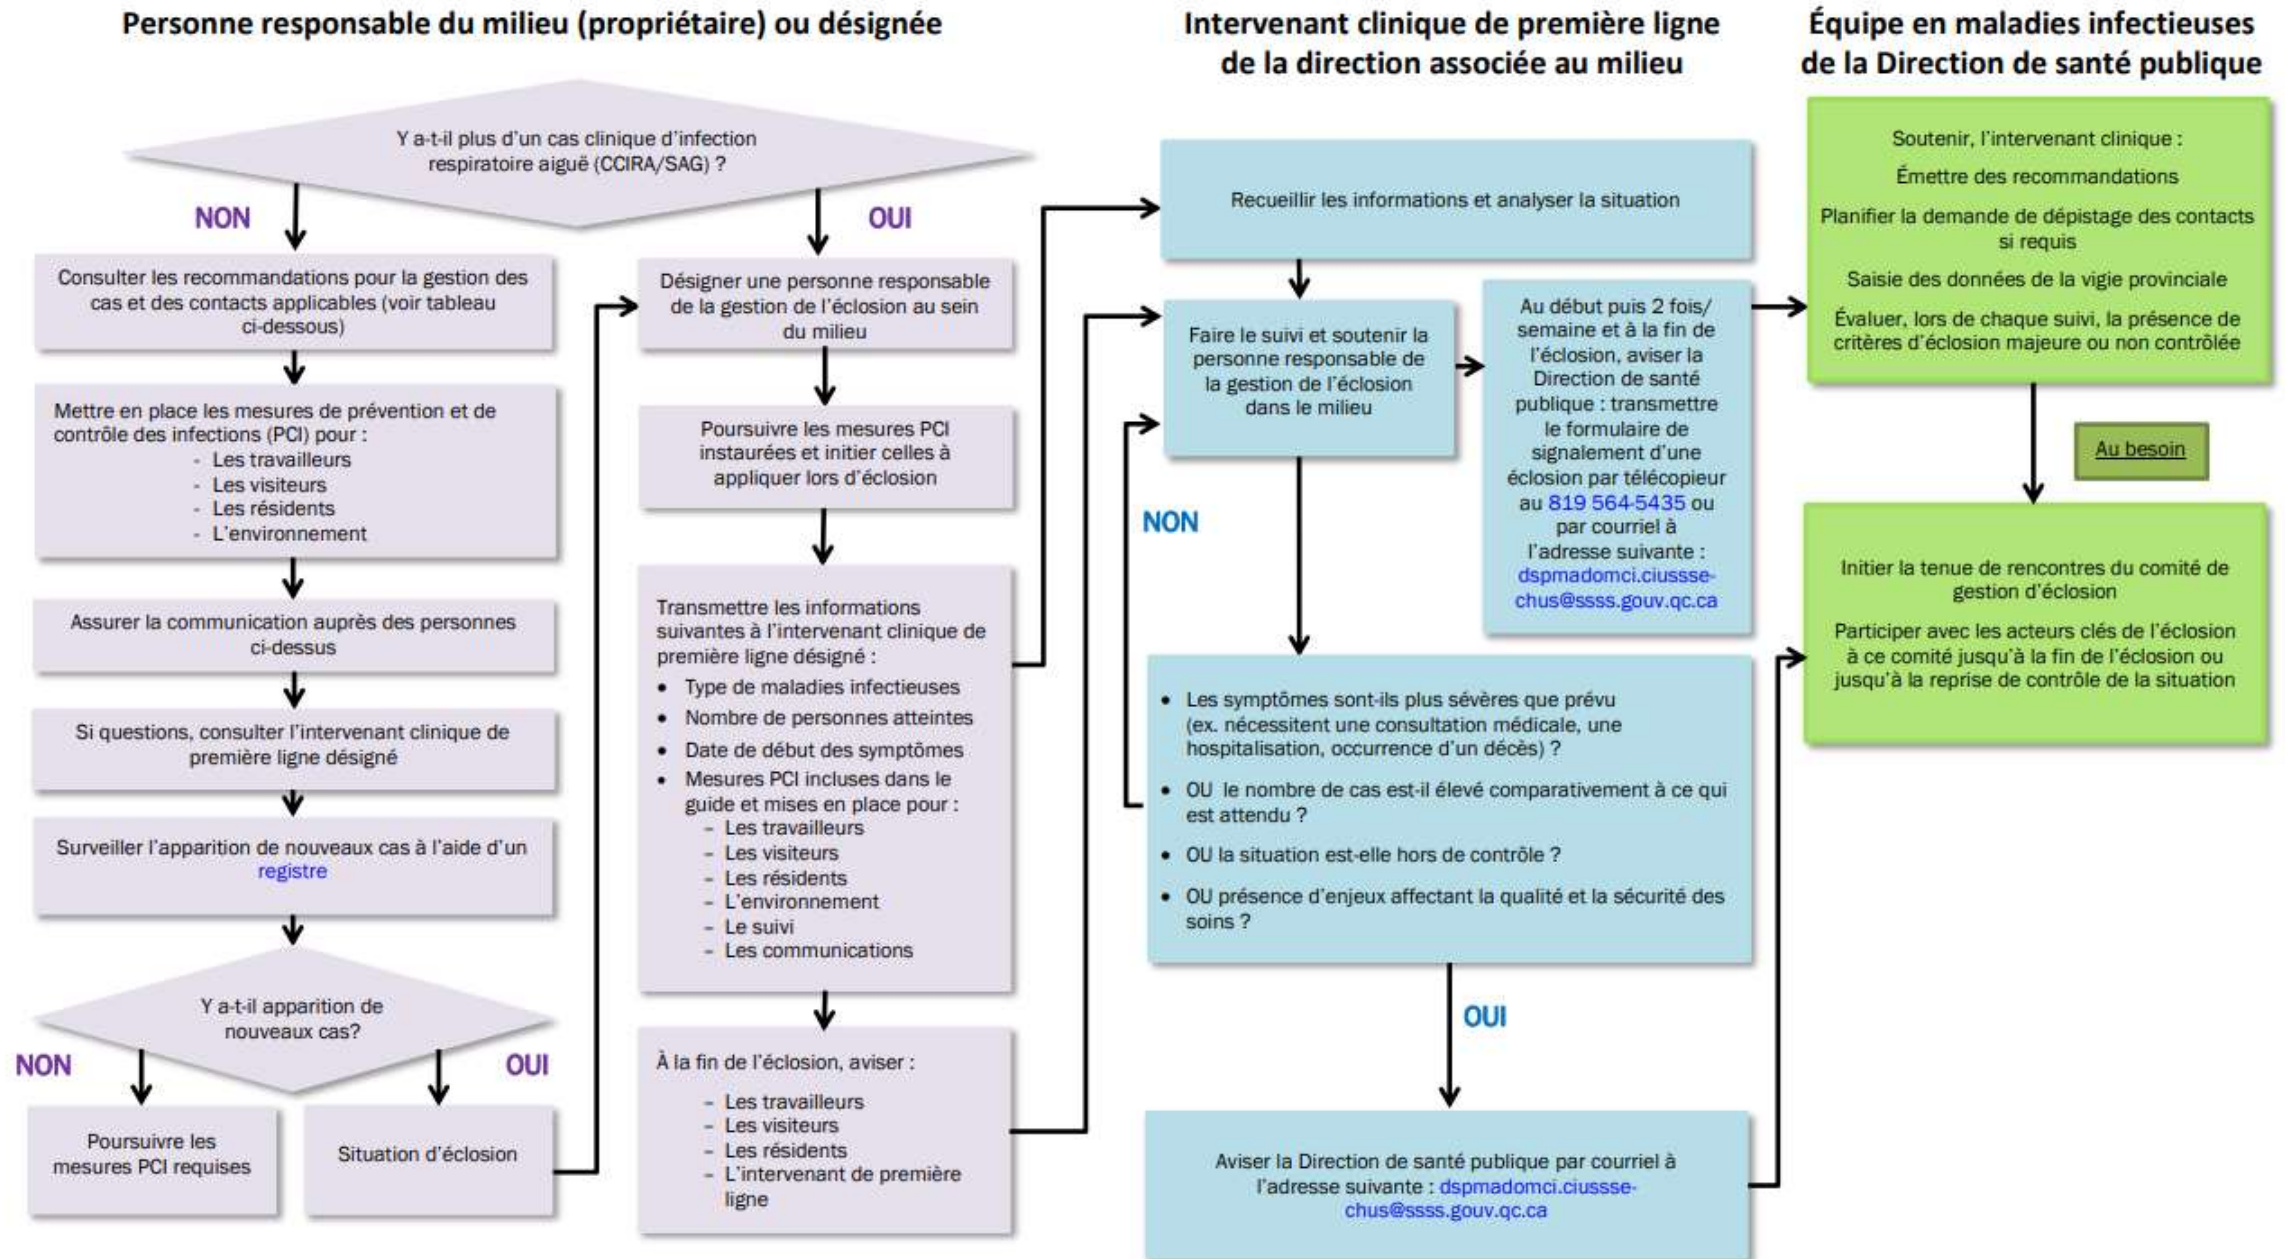 Personne responsable du milieu (propriétaire) ou désignée
Y a-t-il plus d'un cas clinique d'infection
respiratoire aiguë (CCIRA/SAG) ?
NON
OUI
Consulter les recommandations pour la gestion des
cas et des contacts applicables (voir tableau
ci-dessous)
Mettre en place les mesures de prévention et de
contrôle des infections (PCI) pour :
- Les travailleurs
- Les visiteurs
- Les résidents
- L'environnement
Assurer la communication auprès des personnes
ci-dessus
Si questions, consulter l'intervenant clinique de
première ligne désigné
Surveiller l'apparition de nouveaux cas à l'aide d'un
registre
Y a-t-il apparition de
nouveaux cas?
NON
OUI
Poursuivre les
mesures PCI requises
Situation d'éclosion
Désigner une personne responsable
de la gestion de l'éclosion au sein
du milieu
Poursuivre les mesures PCI
instaurées et initier celles à
appliquer lors d'éclosion
Transmettre les informations
suivantes à l'intervenant clinique de
première ligne désigné :
• Type de maladies infectieuses
• Nombre de personnes atteintes
• Date de début des symptômes
• Mesures PCI incluses dans le
guide et mises en place pour :
– Les travailleurs
– Les visiteurs
– Les résidents
– L'environnement
– Le suivi
– Les communications
À la fin de l'éclosion, aviser :
– Les travailleurs
– Les visiteurs
– Les résidents
– L'intervenant de première
ligne
Intervenant clinique de première ligne
de la direction associée au milieu
Recueillir les informations et analyser la situation
Faire le suivi et soutenir la
personne responsable de
la gestion de l'éclosion
dans le milieu
Au début puis 2 fois/
semaine et à la fin de
l'éclosion, aviser la
Direction de santé
publique : transmettre
le formulaire de
signalement d'une
éclosion par télécopieur
au 819 564-5435 ou
par courriel à
l'adresse suivante :
dspmadomci.ciussse-
chus@ssss.gouv.qc.ca
NON
• Les symptômes sont-ils plus sévères que prévu
(ex. nécessitent une consultation médicale, une
hospitalisation, occurrence d'un décès) ?
• OU le nombre de cas est-il élevé comparativement à ce qui
est attendu ?
• OU la situation est-elle hors de contrôle ?
• OU présence d'enjeux affectant la qualité et la sécurité des
soins ?
OUI
Aviser la Direction de santé publique par courriel à
l'adresse suivante : dspmadomci.ciussse-
chus@ssss.gouv.qc.ca
Équipe en maladies infectieuses
de la Direction de santé publique
Soutenir, l'intervenant clinique :
Émettre des recommandations
Planifier la demande de dépistage des contacts
si requis
Saisie des données de la vigie provinciale
Évaluer, lors de chaque suivi, la présence de
critères d'éclosion majeure ou non contrôlée
Au besoin
Initier la tenue de rencontres du comité de
gestion d'éclosion
Participer avec les acteurs clés de l'éclosion
à ce comité jusqu'à la fin de l'éclosion ou
jusqu'à la reprise de contrôle de la situation